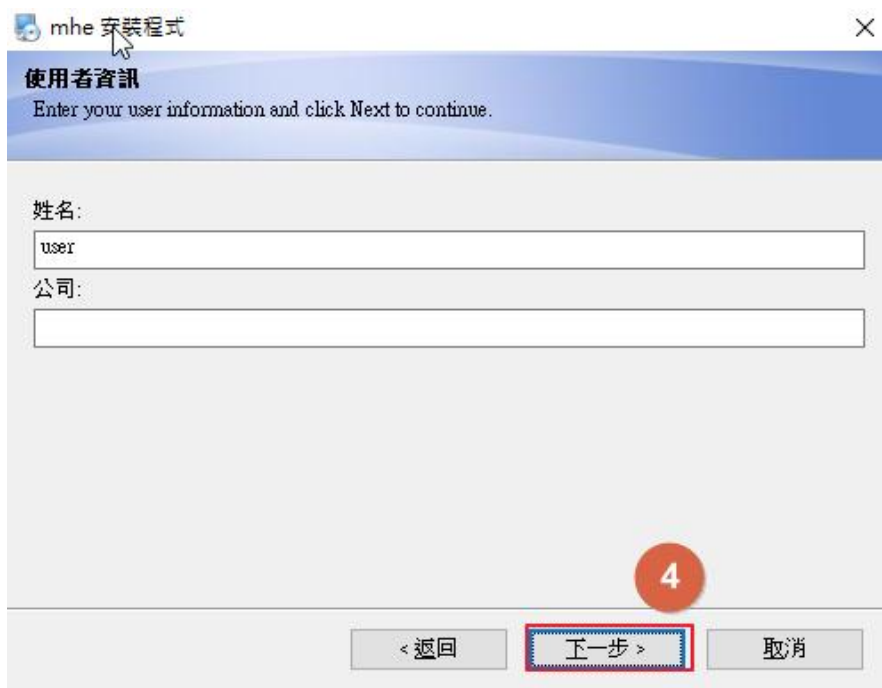 mhe 安裝程式
使用者資訊
Enter your user information and click Next to continue.
姓名:
user
公司:
4
< 返回
下一步 >
取消